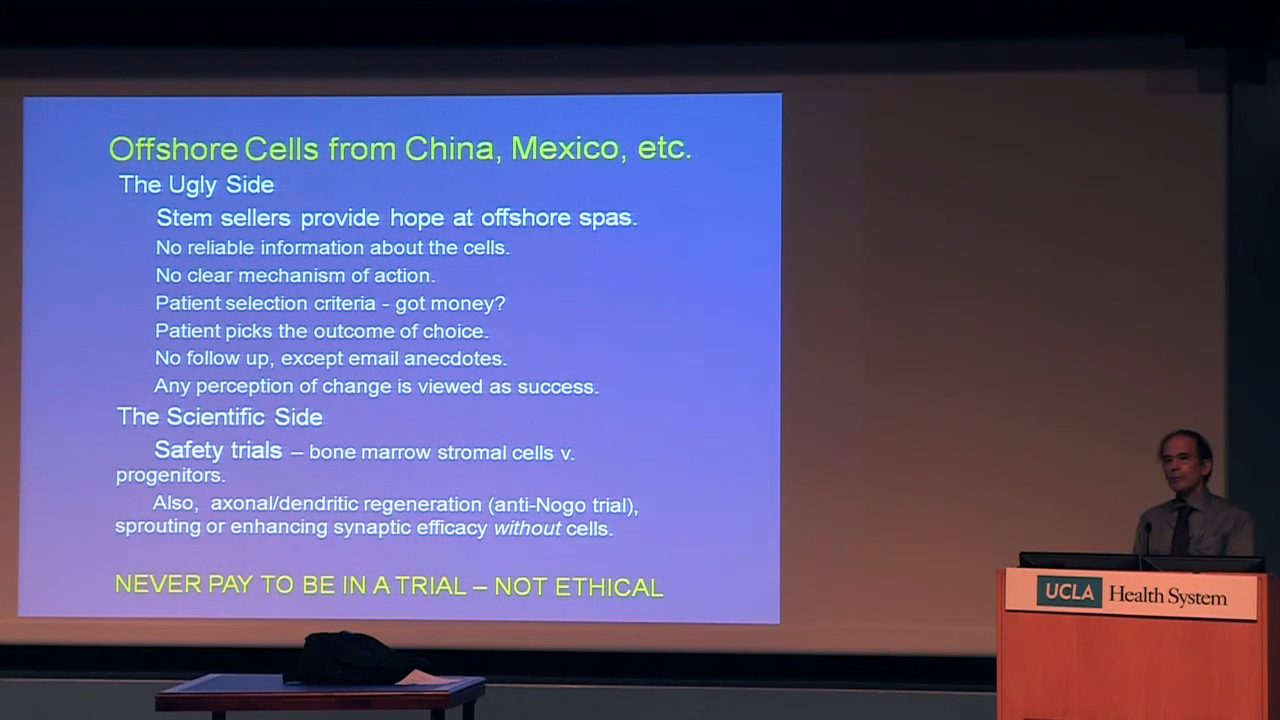 Offshore Cells from China, Mexico, etc.
The Ugly Side
Stem sellers provide hope at offshore spas.
No reliable information about the cells.
No clear mechanism of action.
Patient selection criteria - got money?
Patient picks the outcome of choice.
No follow up, except email anecdotes.
Any perception of change is viewed as success.
The Scientific Side
Safety trials – bone marrow stromal cells v.
progenitors.
Also, axonal/dendritic regeneration (anti-Nogo trial),
sprouting or enhancing synaptic efficacy without cells.
NEVER PAY TO BE IN A TRIAL – NOT ETHICAL
UCLA Health System